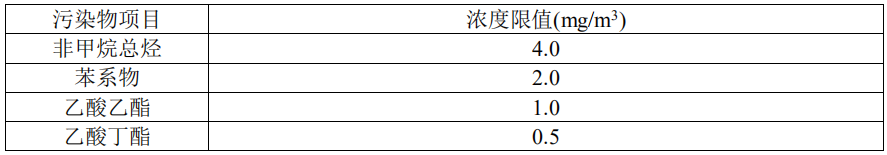 污染物项目 浓度限值(mg/m³)
非甲烷总烃 4.0
苯系物 2.0
乙酸乙酯 1.0
乙酸丁酯 0.5